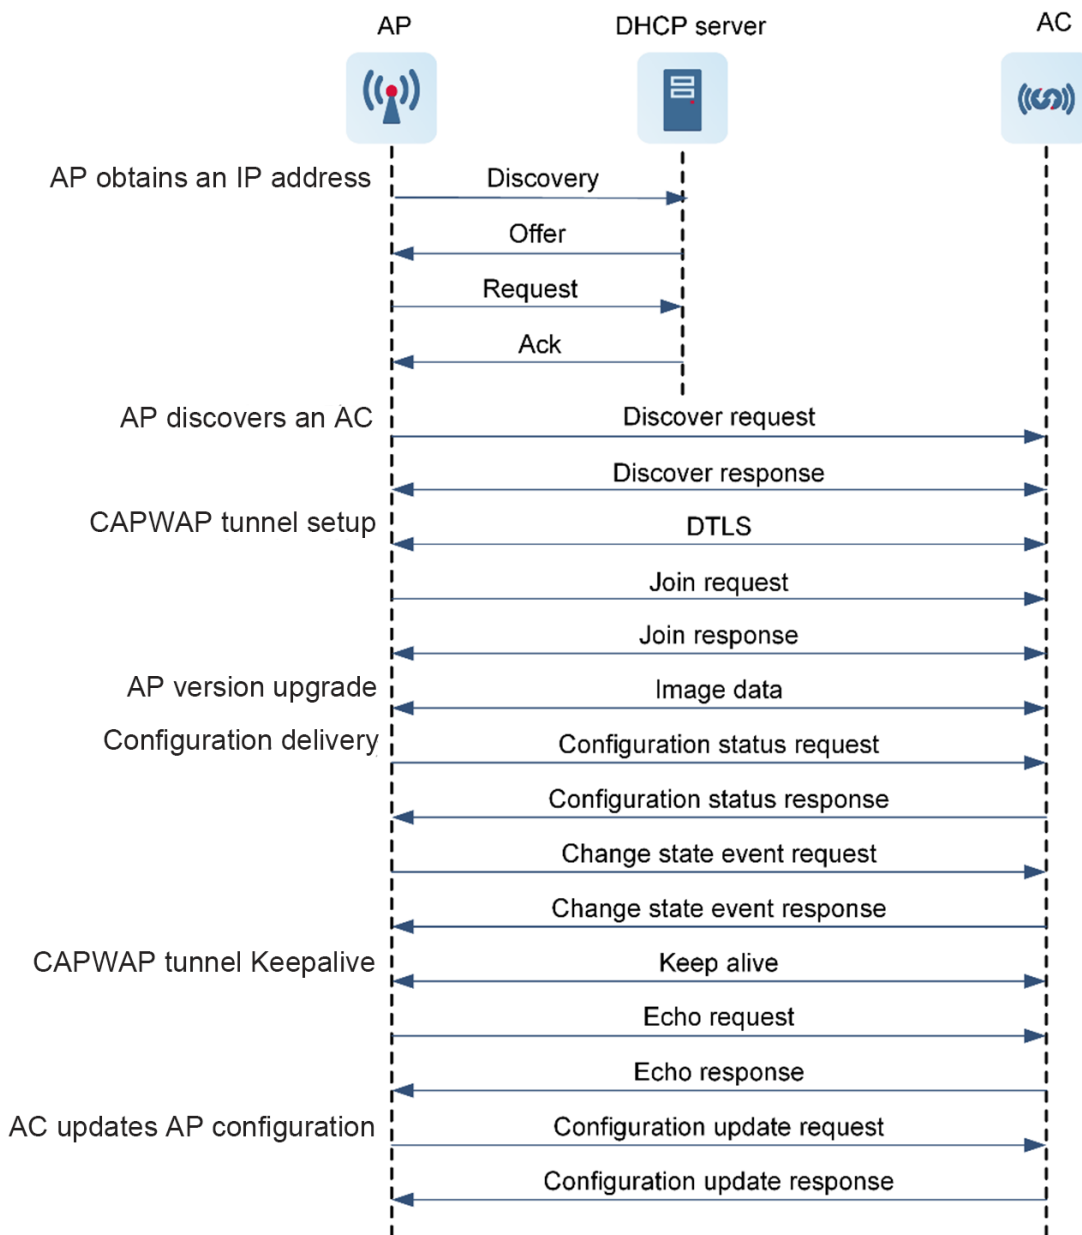 AP
DHCP server
AC
AP obtains an IP address
Discovery
Offer
Request
Ack
AP discovers an AC
Discover request
Discover response
CAPWAP tunnel setup
DTLS
Join request
Join response
AP version upgrade
Image data
Configuration delivery
Configuration status request
Configuration status response
Change state event request
Change state event response
CAPWAP tunnel Keepalive
Keep alive
Echo request
Echo response
AC updates AP configuration
Configuration update request
Configuration update response